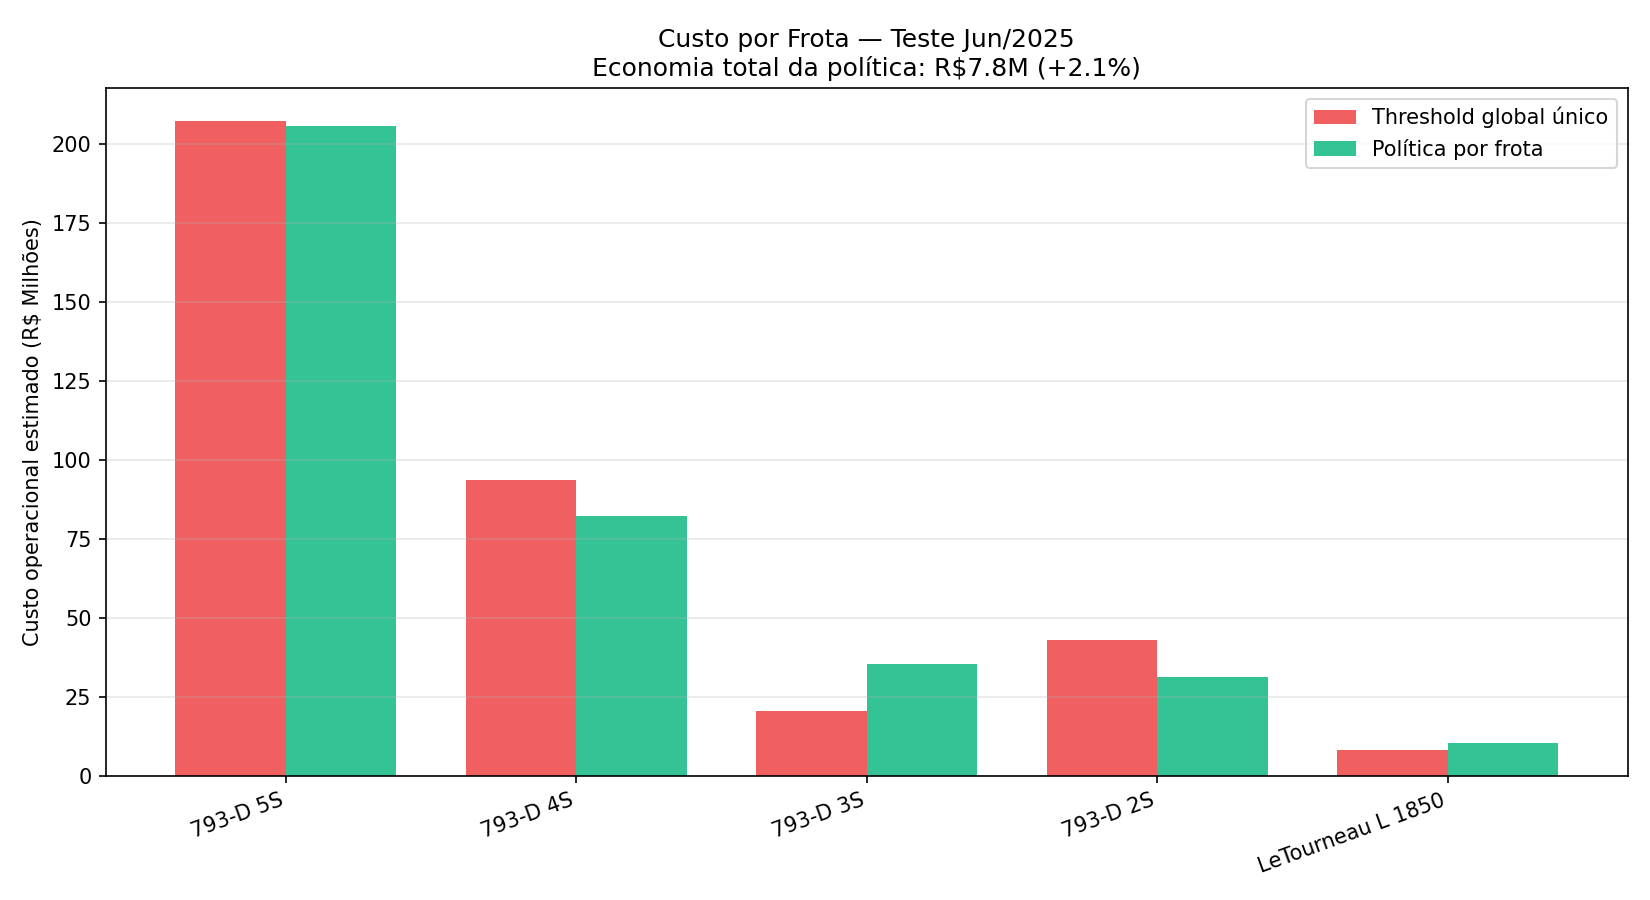 Custo por Frota — Teste Jun/2025
Economia total da política: R$7.8M (+2.1%)
Threshold global único
Política por frota
Custo operacional estimado (R$ Milhões)
200
175
150
125
100
75
50
25
0
793-D 5S
793-D 4S
793-D 3S
793-D 2S
LeTourneau L 1850